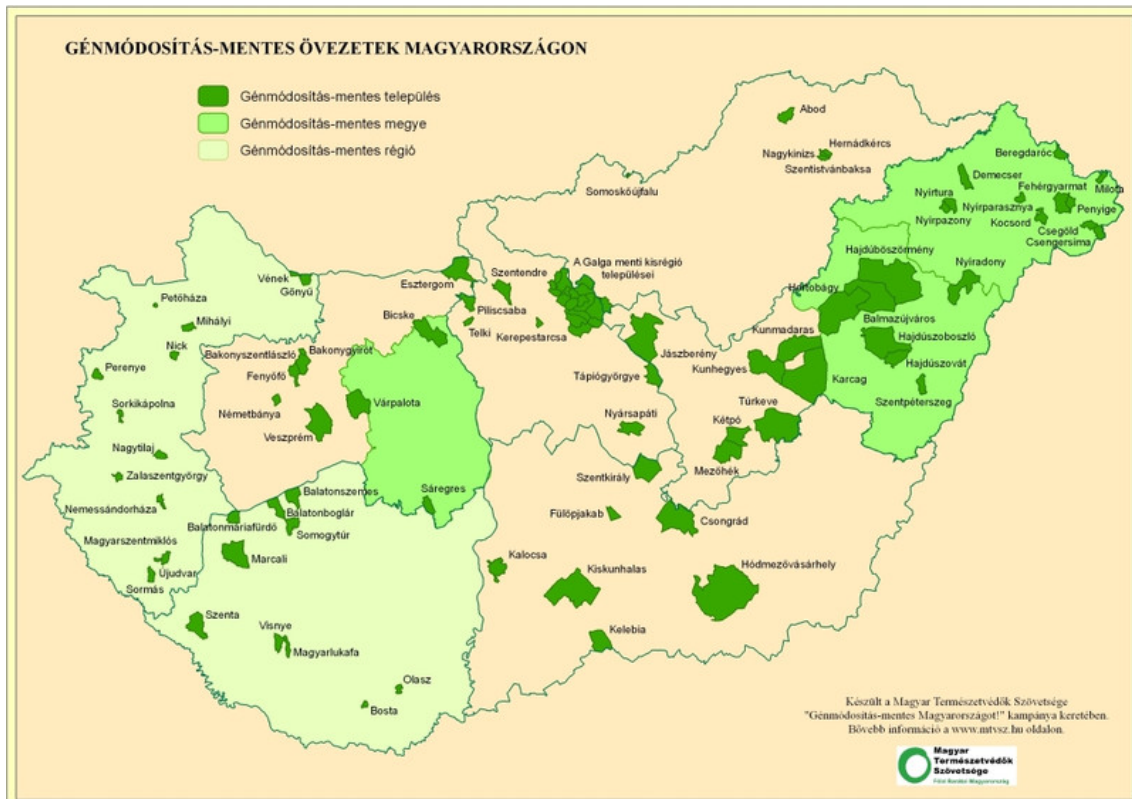 GÉNMÓDOSÍTÁS-MENTES ÖVEZETEK MAGYARORSZÁGON
Génmódosítás-mentes település
Génmódosítás-mentes megye
Génmódosítás-mentes régió
Abod
Hernádkércs
Nagykinizs
Szentistvánbaksa
Somoskőújfalu
Beregdaróc
Demecser
Fehérgyarmat
Milota
Nyírtura
Nyírparasznya
Penyige
Nyírpazony
Kocsord
Csegöld
Csengersima
Hajdúböszörmény
Nyíradony
Hortobágy
Balmazújváros
Hajdúszoboszló
Hajdúszovát
Szentpéterszeg
A Galga menti kisrégió
települései
Szentendre
Esztergom
Piliscsaba
Telki
Kerepestarcsa
Bicske
Vének
Gönyű
Petőháza
Mihályi
Nick
Bakonyszentlászló
Bakonygyirót
Fenyőfő
Perenye
Sorkikápolna
Németbánya
Várpalota
Veszprém
Jászberény
Tápiógyörgye
Kunmadaras
Kunhegyes
Karcag
Túrkeve
Kétpó
Mezőhék
Nyársapáti
Szentkirály
Nagytilaj
Zalaszentgyörgy
Nemessándorháza
Magyarszentmiklós
Újudvar
Sormás
Balatonszemes
Balatonboglár
Balatonmáriafürdő
Somogytúr
Marcali
Sáregres
Fülöpjakab
Csongrád
Kalocsa
Kiskunhalas
Hódmezővásárhely
Kelebia
Szenta
Visnye
Magyarlukafa
Olasz
Bosta
Készült a Magyar Természetvédők Szövetsége
"Génmódosítás-mentes Magyarországot!" kampánya keretében.
Bővebb információ a www.mtvsz.hu oldalon.
Magyar
Természetvédők
Szövetsége
Föld Barátai Magyarország